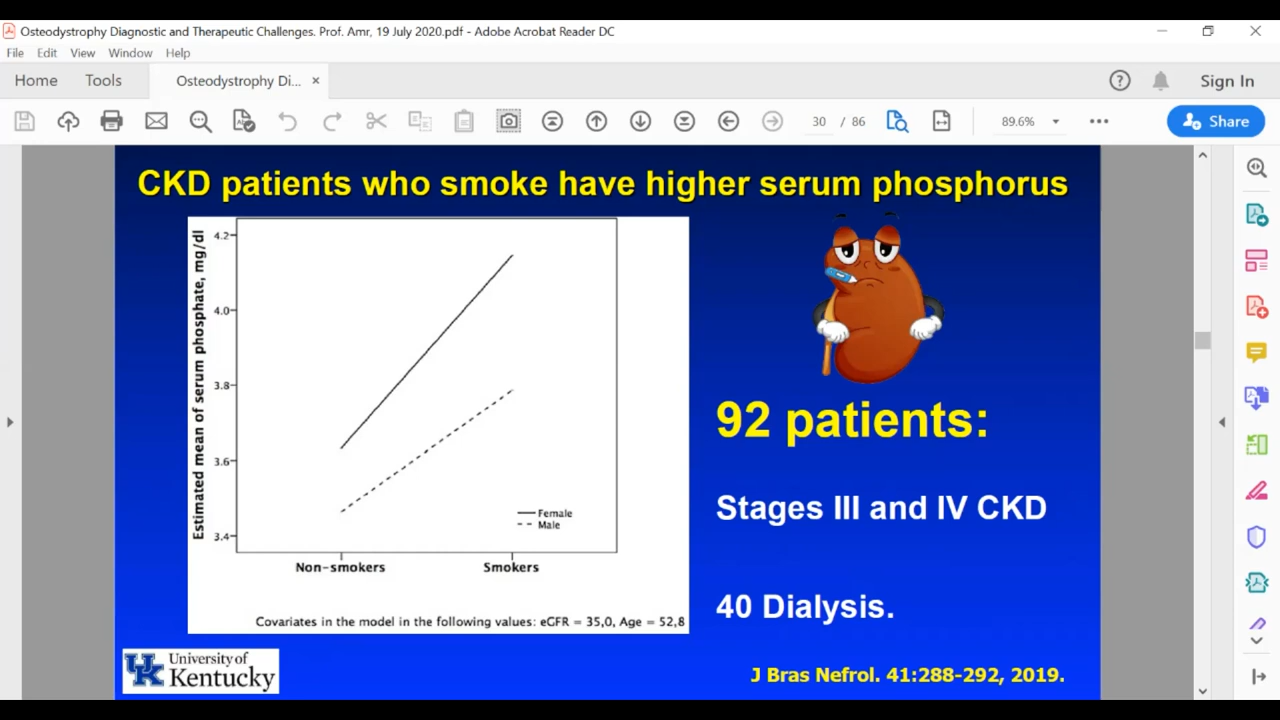 Osteodystrophy Diagnostic and Therapeutic Challenges. Prof. Amr, 19 July 2020.pdf - Adobe Acrobat Reader DC
File Edit View Window Help
Home Tools Osteodystrophy Di... × Sign In
30 / 86 89.6% Share
CKD patients who smoke have higher serum phosphorus
Estimated mean of serum phosphate, mg/dl
4.2
4.0
3.8
3.6
3.4
Female
Male
Non-smokers Smokers
Covariates in the model in the following values: eGFR = 35,0, Age = 52,8
92 patients:
Stages III and IV CKD
40 Dialysis.
UK University of
Kentucky
J Bras Nefrol. 41:288-292, 2019.